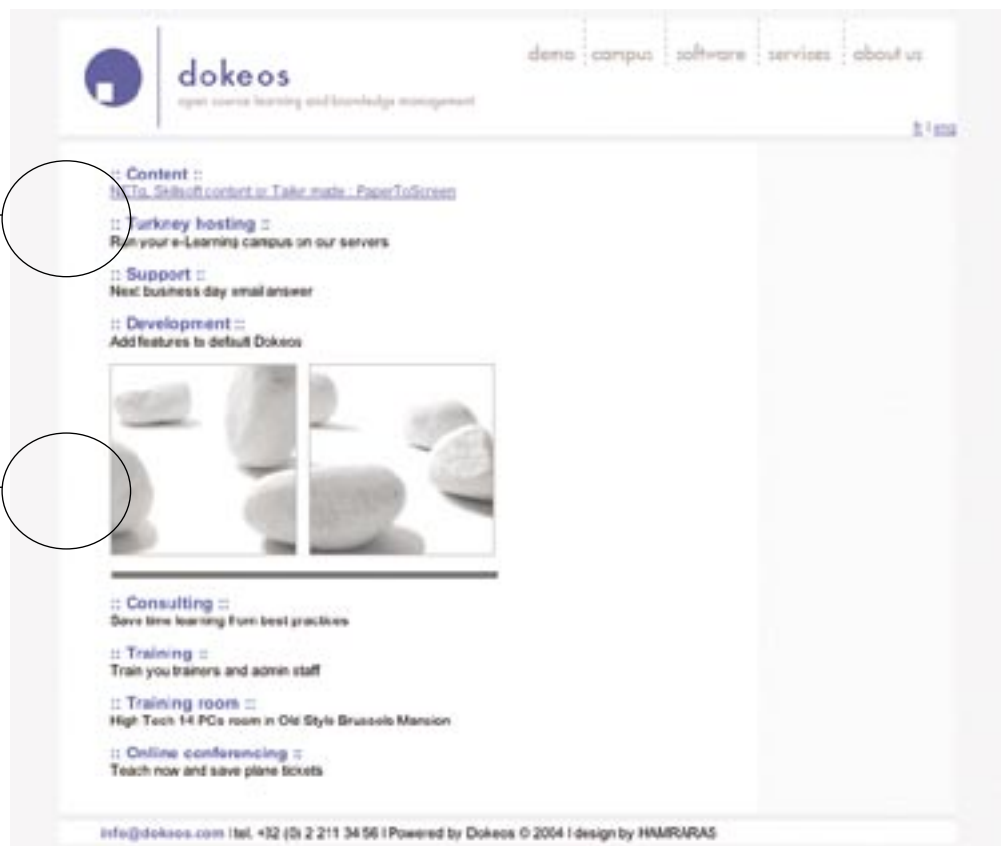 demo campus software services about us
dokeos
open source learning and knowledge management
fr | eng
:: Content ::
NETg, Skillsoft content or Tailor made : PaperToScreen
:: Turkney hosting ::
Run your e-Learning campus on our servers
:: Support ::
Next business day email answer
:: Development ::
Add features to default Dokeos
:: Consulting ::
Save time learning from best practices
:: Training ::
Train you trainers and admin staff
:: Training room ::
High Tech 14 PCs room in Old Style Brussels Mansion
:: Online conferencing ::
Teach now and save plane tickets
info@dokeos.com | tel. +32 (0) 2 211 34 56 | Powered by Dokeos © 2004 | design by HAMRARAS